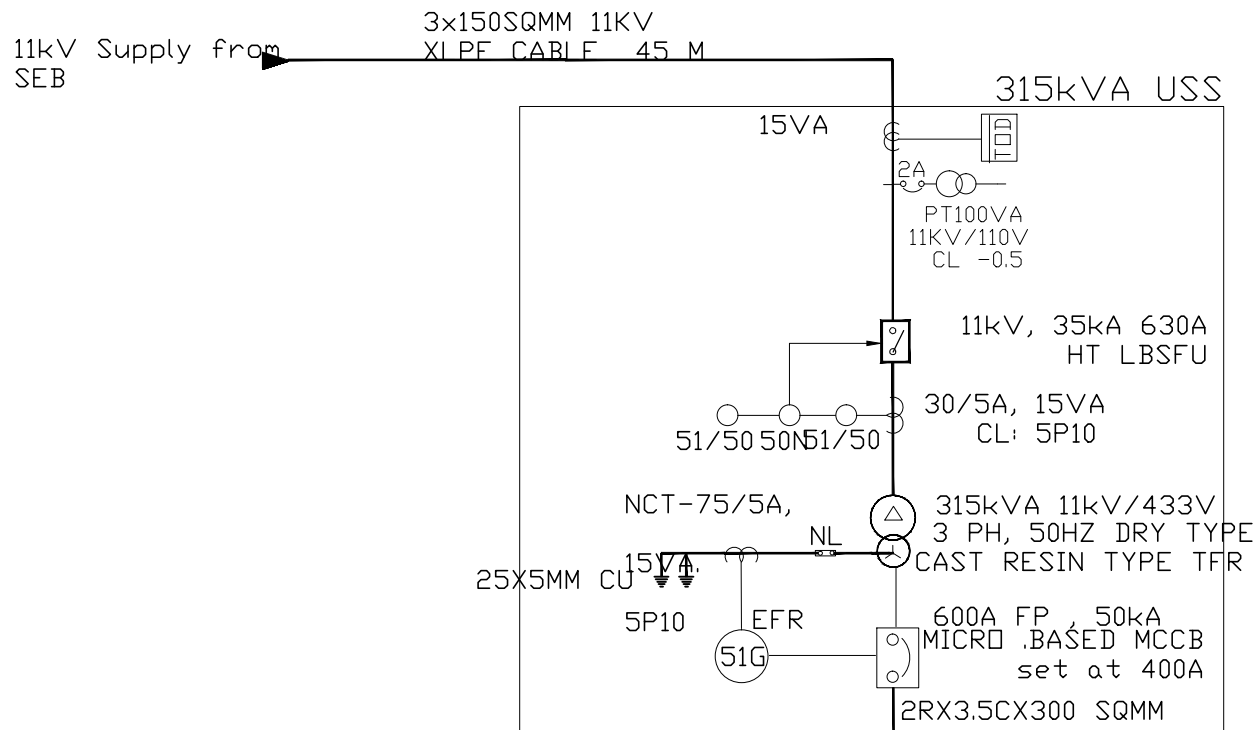 3x150SQMM 11KV
XLPE CABLE 45 M
11kV Supply from
SEB
315kVA USS
15VA
TOD
2A
PT100VA
11KV/110V
CL -0.5
11kV, 35kA 630A
HT LBSFU
30/5A, 15VA
CL: 5P10
51/50 50N 51/50
NCT-75/5A,
15VA.
5P10
NL
25X5MM CU
315kVA 11kV/433V
3 PH, 50HZ DRY TYPE
CAST RESIN TYPE TFR
EFR
51G
600A FP , 50kA
MICRO .BASED MCCB
set at 400A
2RX3.5CX300 SQMM